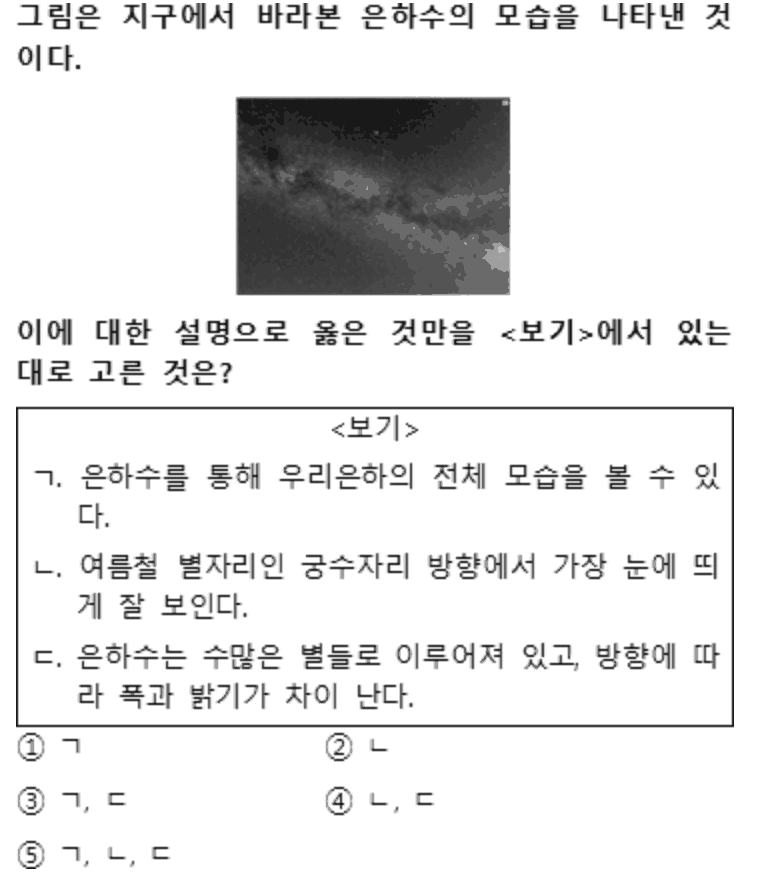 그림은 지구에서 바라본 은하수의 모습을 나타낸 것
이다.
이에 대한 설명으로 옳은 것만을 <보기>에서 있는
대로 고른 것은?
<보기>
ㄱ. 은하수를 통해 우리은하의 전체 모습을 볼 수 있
다.
ㄴ. 여름철 별자리인 궁수자리 방향에서 가장 눈에 띄
게 잘 보인다.
ㄷ. 은하수는 수많은 별들로 이루어져 있고, 방향에 따
라 폭과 밝기가 차이 난다.
① ㄱ ② ㄴ
③ ㄱ, ㄷ ④ ㄴ, ㄷ
⑤ ㄱ, ㄴ, ㄷ